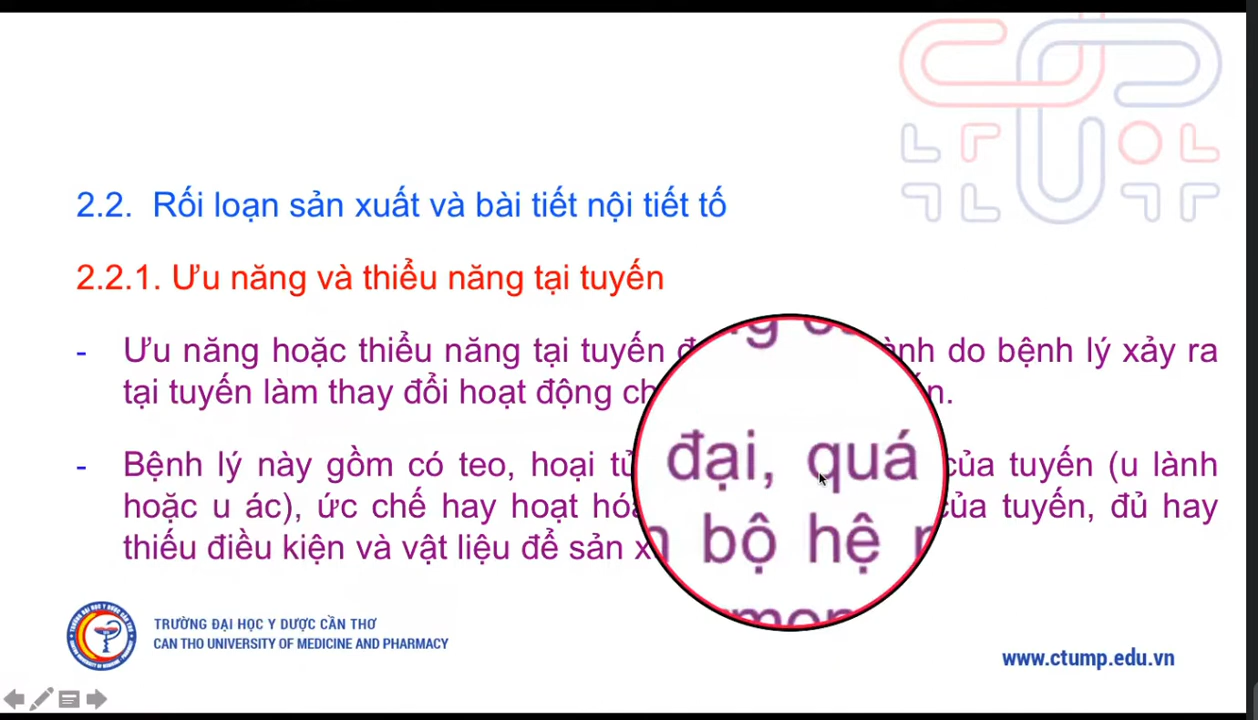 2.2. Rối loạn sản xuất và bài tiết nội tiết tố
2.2.1. Ưu năng và thiểu năng tại tuyến
- Ưu năng hoặc thiểu năng tại tuyến do bệnh lý xảy ra
tại tuyến làm thay đổi hoạt động
- Bệnh lý này gồm có teo, hoại đại, quá của tuyến (u lành
hoặc u ác), ức chế hay hoạt bộ hệ của tuyến, đủ hay
thiếu điều kiện và vật liệu để sản
TRƯỜNG ĐẠI HỌC Y DƯỢC CẦN THƠ
CAN THO UNIVERSITY OF MEDICINE AND PHARMACY
www.ctump.edu.vn